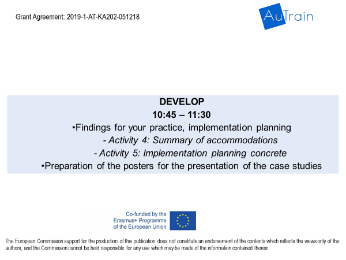 Grant Agreement: 2019-1-AT-KA202-051218
AuTrain
DEVELOP
10:45 – 11:30
•Findings for your practice, implementation planning
- Activity 4: Summary of accommodations
- Activity 5: Implementation planning concrete
•Preparation of the posters for the presentation of the case studies
Co-funded by the
Erasmus+ Programme
of the European Union
The European Commission support for the production of this publication does not constitute an endorsement of the contents which reflects the views only of the
authors, and the Commission cannot be held responsible for any use which may be made of the information contained therein